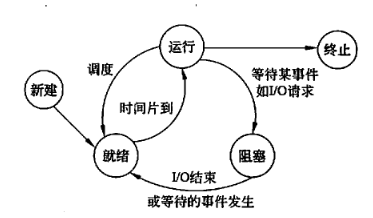 运行
终止
调度
等待某事件
如I/O请求
新建
时间片到
就绪
阻塞
I/O结束
或等待的事件发生